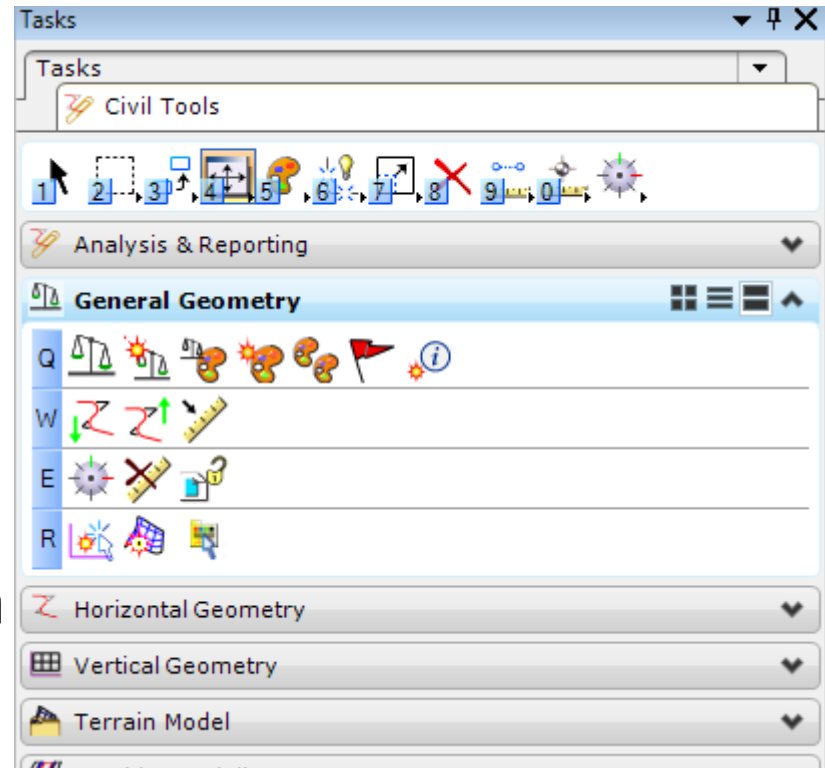 Tasks
Tasks
Civil Tools
1 2 3 4 5 6 7 8 9 0
Analysis & Reporting
General Geometry
Q
W
E
R
Horizontal Geometry
Vertical Geometry
Terrain Model